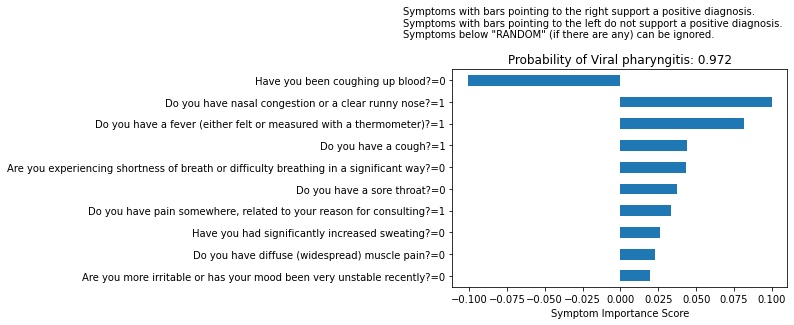 Symptoms with bars pointing to the right support a positive diagnosis.
Symptoms with bars pointing to the left do not support a positive diagnosis.
Symptoms below "RANDOM" (if there are any) can be ignored.
Probability of Viral pharyngitis: 0.972
Have you been coughing up blood?=0
Do you have nasal congestion or a clear runny nose?=1
Do you have a fever (either felt or measured with a thermometer)?=1
Do you have a cough?=1
Are you experiencing shortness of breath or difficulty breathing in a significant way?=0
Do you have a sore throat?=0
Do you have pain somewhere, related to your reason for consulting?=1
Have you had significantly increased sweating?=0
Do you have diffuse (widespread) muscle pain?=0
Are you more irritable or has your mood been very unstable recently?=0
−0.100 −0.075 −0.050 −0.025 0.000 0.025 0.050 0.075 0.100
Symptom Importance Score